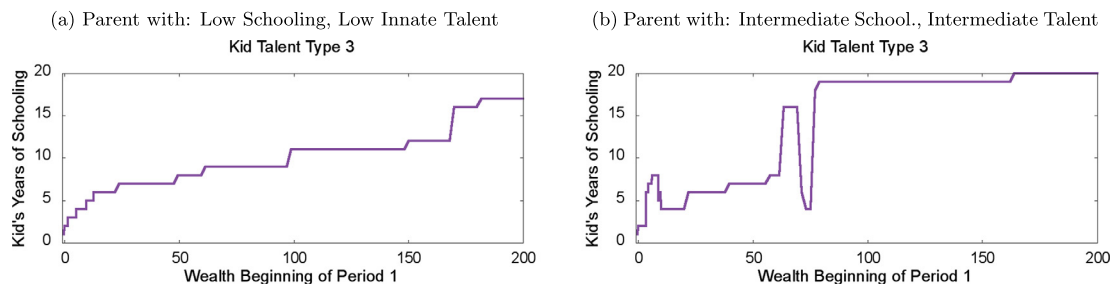 (a) Parent with: Low Schooling, Low Innate Talent
Kid Talent Type 3
Kid's Years of Schooling
20
15
10
5
0
0 50 100 150 200
Wealth Beginning of Period 1
(b) Parent with: Intermediate School., Intermediate Talent
Kid Talent Type 3
Kid's Years of Schooling
20
15
10
5
0
0 50 100 150 200
Wealth Beginning of Period 1